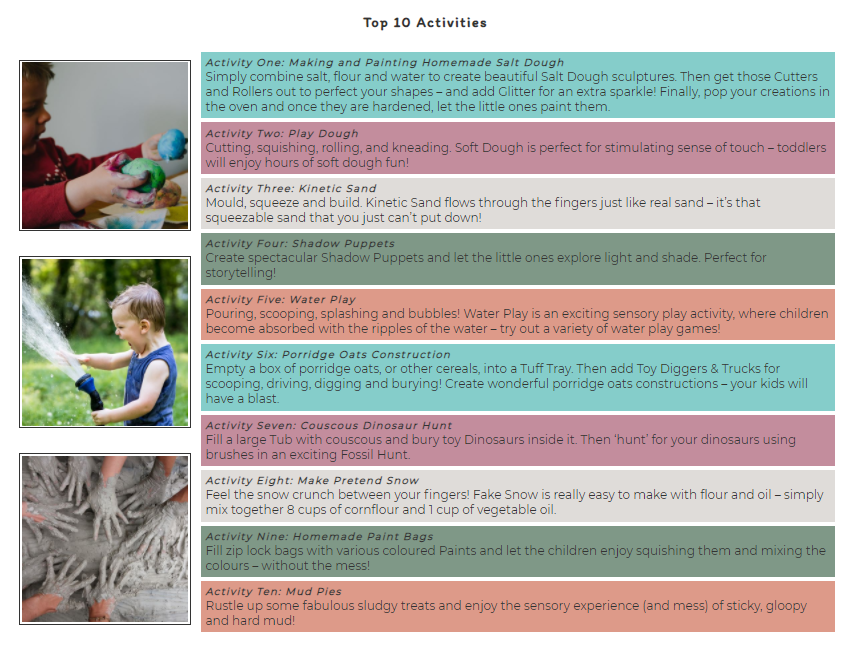 Top 10 Activities
Activity One: Making and Painting Homemade Salt Dough
Simply combine salt, flour and water to create beautiful Salt Dough sculptures. Then get those Cutters
and Rollers out to perfect your shapes – and add Glitter for an extra sparkle! Finally, pop your creations in
the oven and once they are hardened, let the little ones paint them.
Activity Two: Play Dough
Cutting, squishing, rolling, and kneading. Soft Dough is perfect for stimulating sense of touch – toddlers
will enjoy hours of soft dough fun!
Activity Three: Kinetic Sand
Mould, squeeze and build. Kinetic Sand flows through the fingers just like real sand – it's that
squeezable sand that you just can't put down!
Activity Four: Shadow Puppets
Create spectacular Shadow Puppets and let the little ones explore light and shade. Perfect for
storytelling!
Activity Five: Water Play
Pouring, scooping, splashing and bubbles! Water Play is an exciting sensory play activity, where children
become absorbed with the ripples of the water – try out a variety of water play games!
Activity Six: Porridge Oats Construction
Empty a box of porridge oats, or other cereals, into a Tuff Tray. Then add Toy Diggers & Trucks for
scooping, driving, digging and burying! Create wonderful porridge oats constructions – your kids will
have a blast.
Activity Seven: Couscous Dinosaur Hunt
Fill a large Tub with couscous and bury toy Dinosaurs inside it. Then 'hunt' for your dinosaurs using
brushes in an exciting Fossil Hunt.
Activity Eight: Make Pretend Snow
Feel the snow crunch between your fingers! Fake Snow is really easy to make with flour and oil – simply
mix together 8 cups of cornflour and 1 cup of vegetable oil.
Activity Nine: Homemade Paint Bags
Fill zip lock bags with various coloured Paints and let the children enjoy squishing them and mixing the
colours – without the mess!
Activity Ten: Mud Pies
Rustle up some fabulous sludgy treats and enjoy the sensory experience (and mess) of sticky, gloopy
and hard mud!